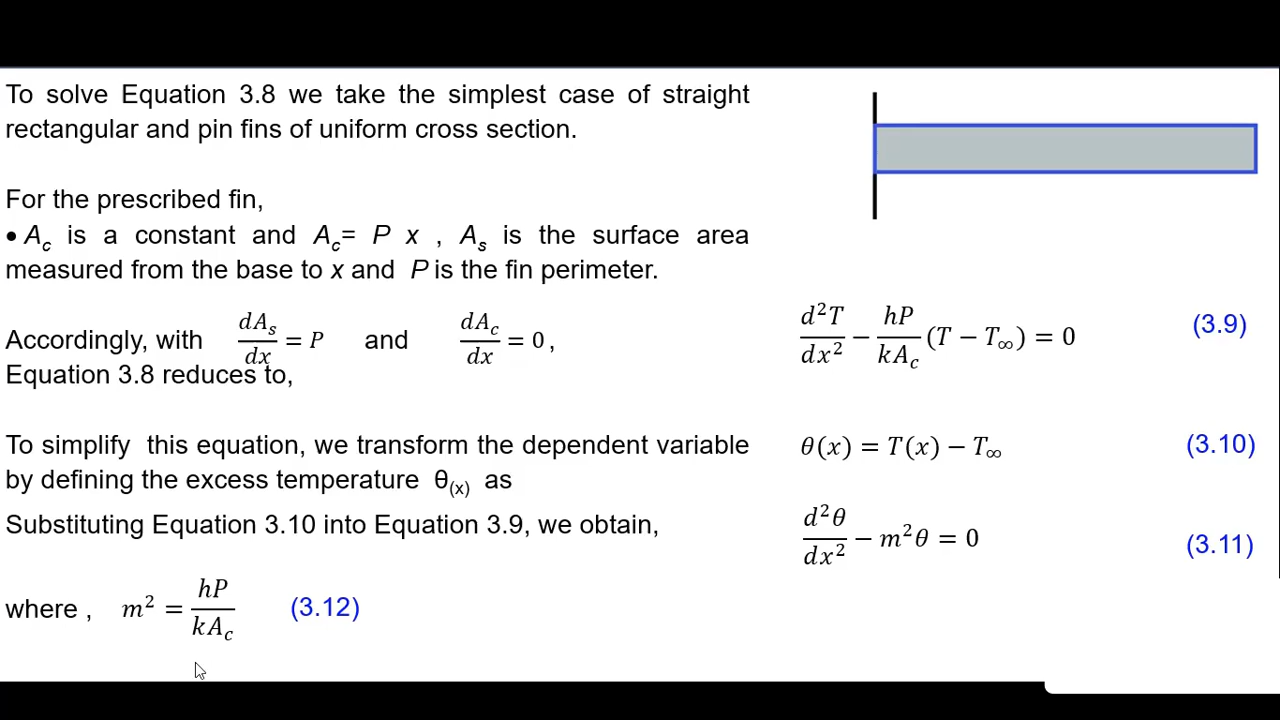 To solve Equation 3.8 we take the simplest case of straight
rectangular and pin fins of uniform cross section.
For the prescribed fin,
• A_c is a constant and A_c= P x , A_s is the surface area
measured from the base to x and P is the fin perimeter.
Accordingly, with dA_s/dx = P and dA_c/dx = 0 ,
Equation 3.8 reduces to,
d²T/dx² − hP/kA_c (T − T_∞) = 0 (3.9)
To simplify this equation, we transform the dependent variable
by defining the excess temperature θ_(x) as
θ(x) = T(x) − T_∞ (3.10)
Substituting Equation 3.10 into Equation 3.9, we obtain,
d²θ/dx² − m²θ = 0 (3.11)
where , m² = hP/kA_c (3.12)